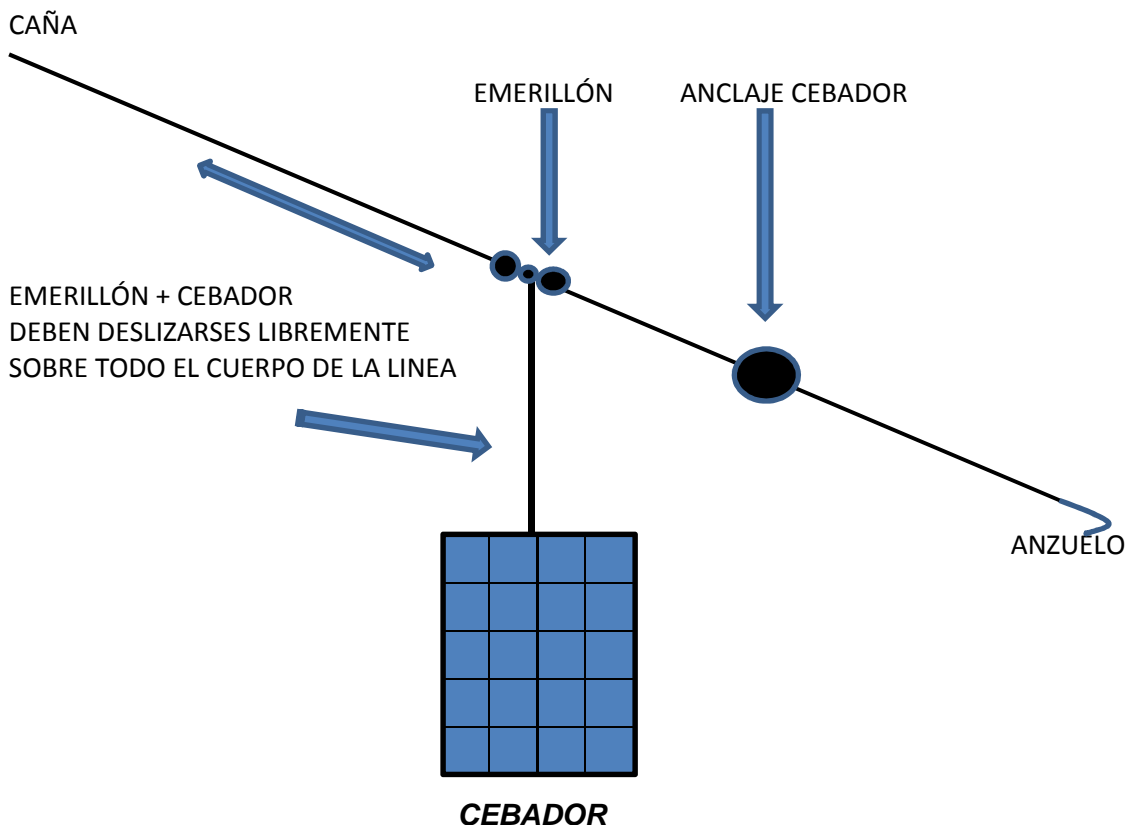 CAÑA
EMERILLÓN
ANCLAJE CEBADOR
EMERILLÓN + CEBADOR
DEBEN DESLIZARSES LIBREMENTE
SOBRE TODO EL CUERPO DE LA LINEA
ANZUELO
CEBADOR